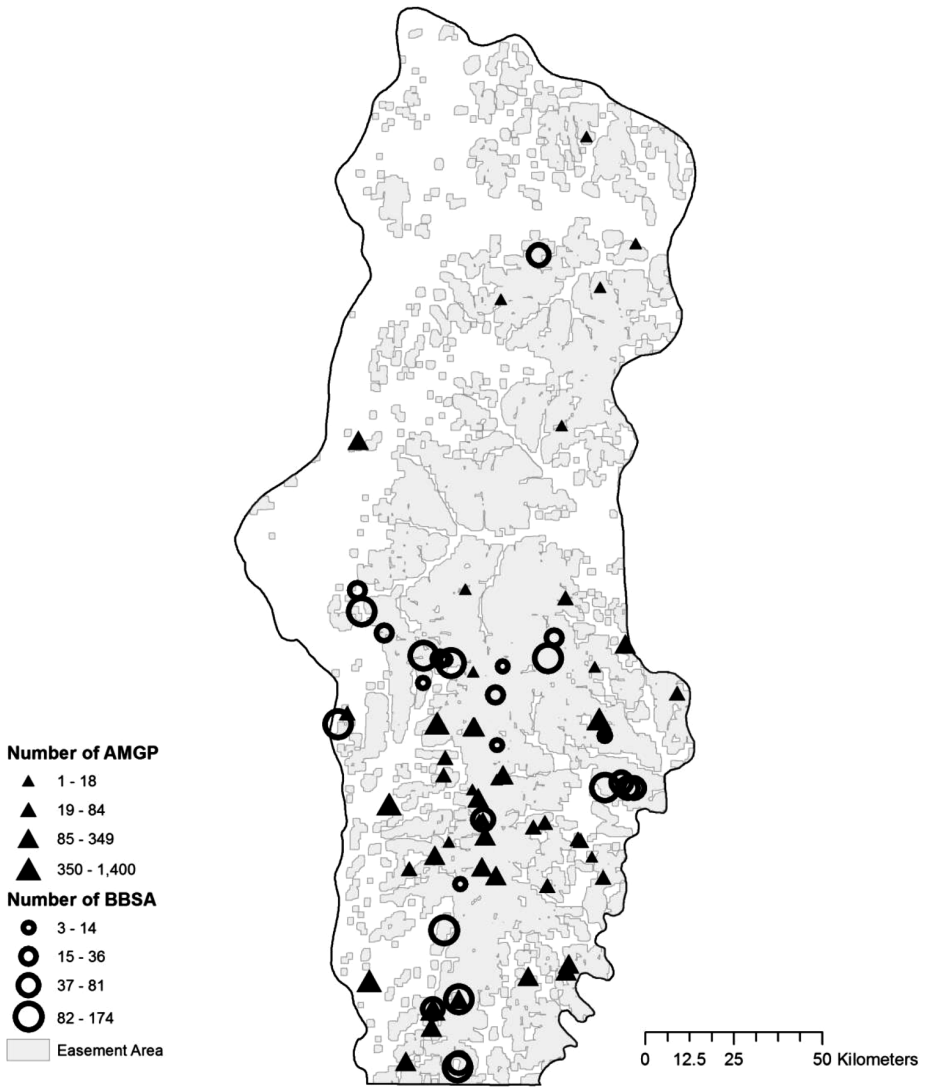 Number of AMGP
1 - 18
19 - 84
85 - 349
350 - 1,400
Number of BBSA
3 - 14
15 - 36
37 - 81
82 - 174
Easement Area
0 12.5 25 50 Kilometers